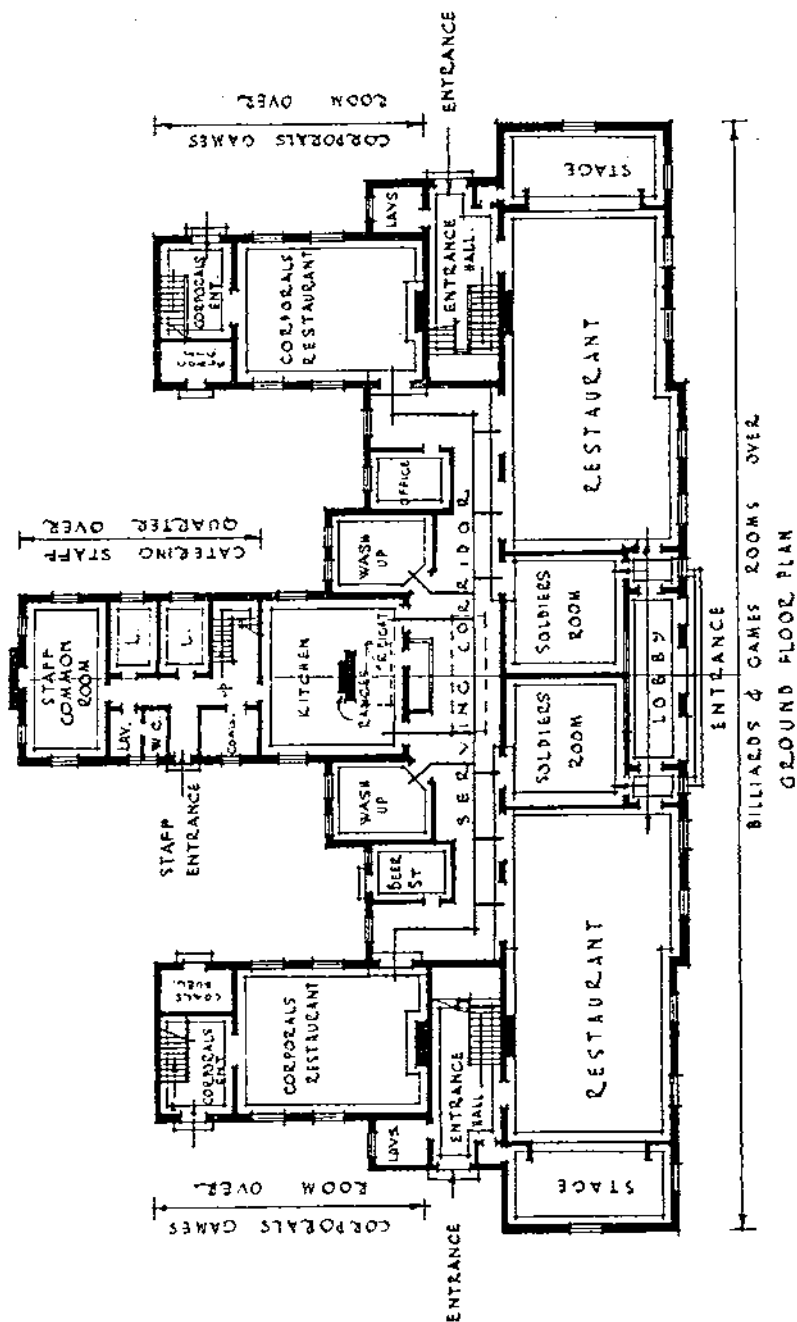 CORPORALS GAMES
ROOM OVER
CATERING STAFF
QUARTER OVER
CORPORALS GAMES
ROOM OVER
STAFF
COMMON
ROOM
L.
L.
LAV.
W.C.
UP
COAL
STAFF
ENTRANCE
KITCHEN
RANGES
WASH
UP
WASH
UP
BEER
ST
OFFICE
SERVING CORRIDOR
COALS
FUEL
CORPORALS
ENT.
CORPORALS
RESTAURANT
LAVS
ENTRANCE
HALL
ENTRANCE
CORPORALS
ENT.
CORPORALS
RESTAURANT
LAVS
ENTRANCE
HALL
ENTRANCE
STAGE
RESTAURANT
SOLDIERS
ROOM
SOLDIERS
ROOM
LOBBY
RESTAURANT
STAGE
ENTRANCE
BILLIARDS & GAMES ROOMS OVER
GROUND FLOOR PLAN